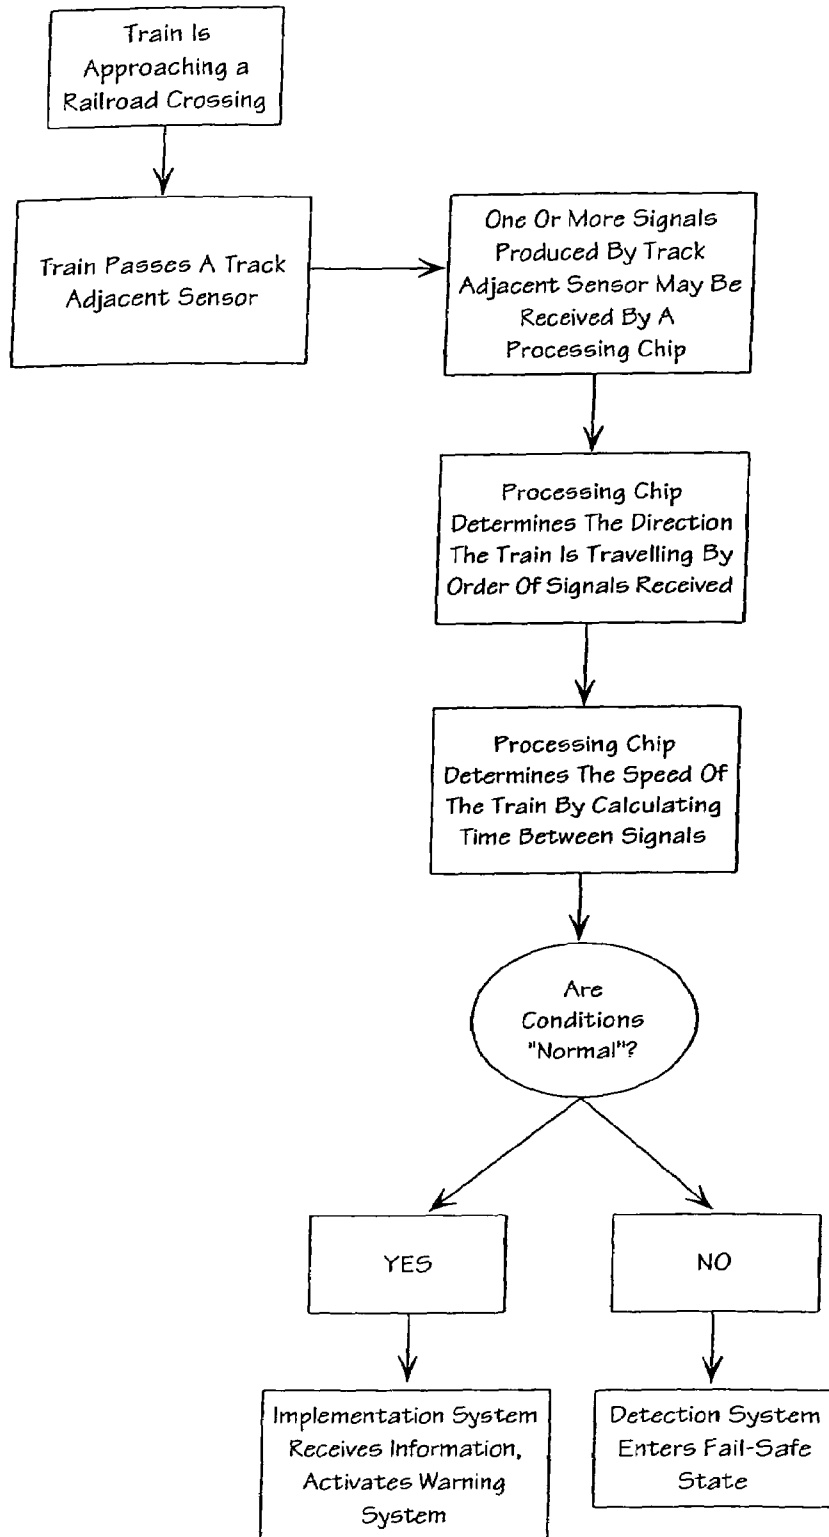 Train Is
Approaching a
Railroad Crossing
Train Passes A Track
Adjacent Sensor
One Or More Signals
Produced By Track
Adjacent Sensor May Be
Received By A
Processing Chip
Processing Chip
Determines The Direction
The Train Is Travelling By
Order Of Signals Received
Processing Chip
Determines The Speed Of
The Train By Calculating
Time Between Signals
Are
Conditions
"Normal"?
YES
NO
Implementation System
Receives Information,
Activates Warning
System
Detection System
Enters Fail-Safe
State